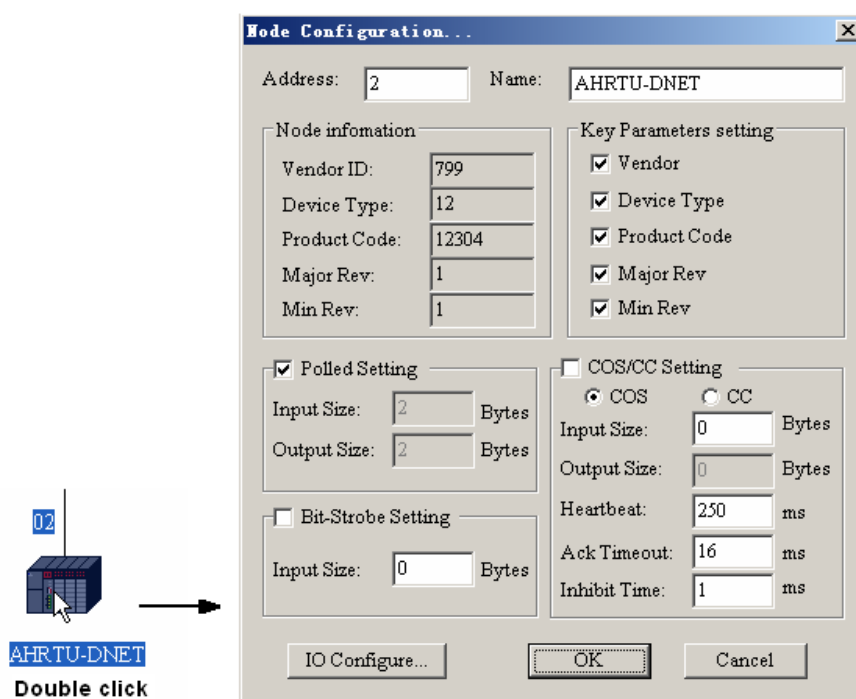 Node Configuration...
Address: 2 Name: AHRTU-DNET
Node infomation
Vendor ID: 799
Device Type: 12
Product Code: 12304
Major Rev: 1
Min Rev: 1
Key Parameters setting
Vendor
Device Type
Product Code
Major Rev
Min Rev
Polled Setting
Input Size: 2 Bytes
Output Size: 2 Bytes
Bit-Strobe Setting
Input Size: 0 Bytes
COS/CC Setting
COS CC
Input Size: 0 Bytes
Output Size: 0 Bytes
Heartbeat: 250 ms
Ack Timeout: 16 ms
Inhibit Time: 1 ms
IO Configure... OK Cancel
02
AHRTU-DNET
Double click